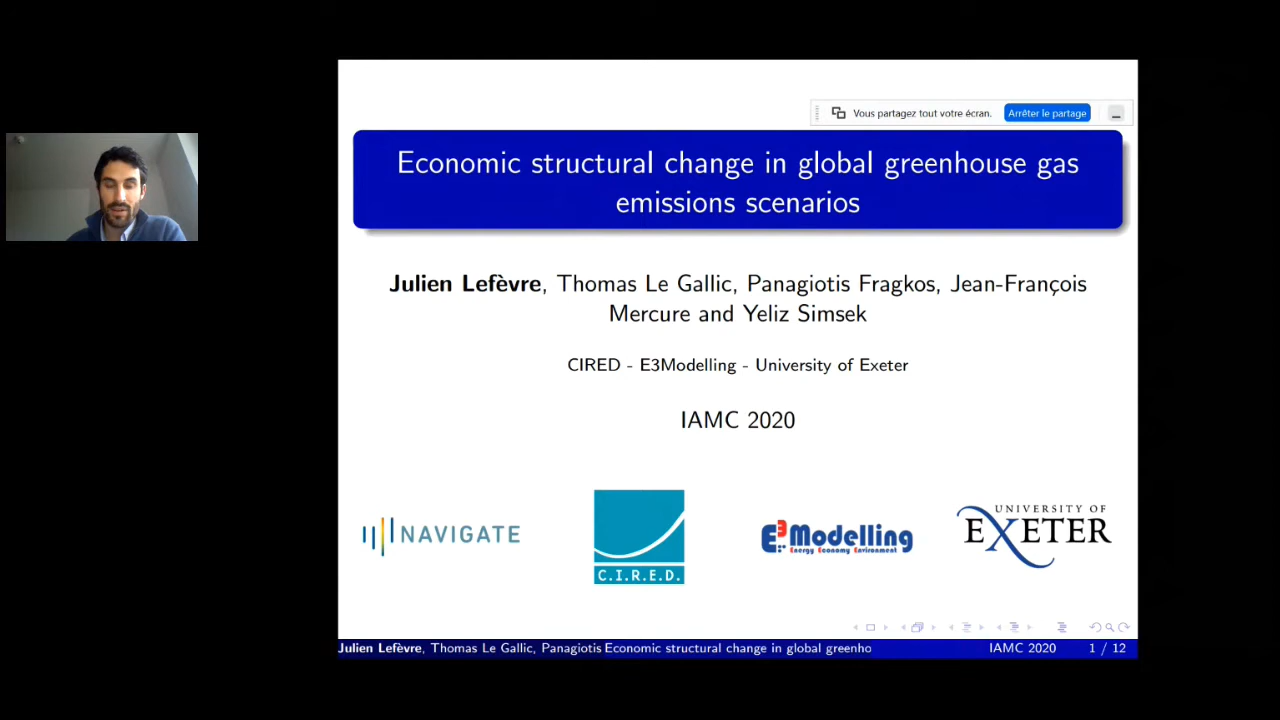 Vous partagez tout votre écran.
Arrêter le partage
Economic structural change in global greenhouse gas
emissions scenarios
Julien Lefèvre, Thomas Le Gallic, Panagiotis Fragkos, Jean-François
Mercure and Yeliz Simsek
CIRED - E3Modelling - University of Exeter
IAMC 2020
NAVIGATE
C.I.R.E.D.
E3Modelling
Energy Economy Environment
UNIVERSITY OF
EXETER
Julien Lefèvre, Thomas Le Gallic, Panagiotis Economic structural change in global greenho
IAMC 2020
1 / 12